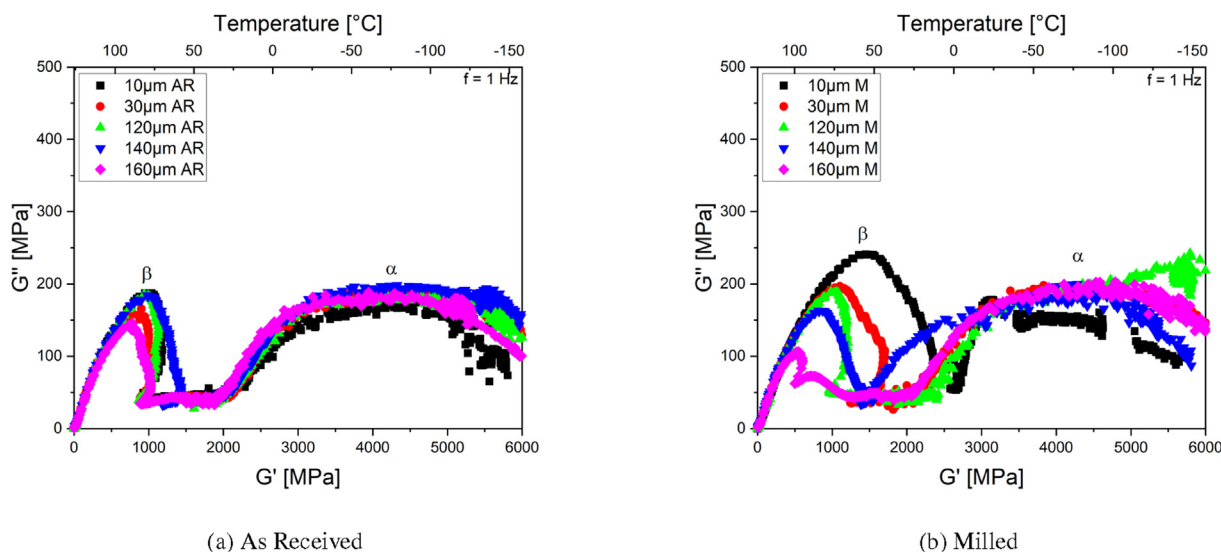 Temperature [°C]
100 50 0 -50 -100 -150
500
400
300
200
100
0
G'' [MPa]
f = 1 Hz
10µm AR
30µm AR
120µm AR
140µm AR
160µm AR
β
α
0 1000 2000 3000 4000 5000 6000
G' [MPa]
(a) As Received
Temperature [°C]
100 50 0 -50 -100 -150
500
400
300
200
100
0
G'' [MPa]
f = 1 Hz
10µm M
30µm M
120µm M
140µm M
160µm M
β
α
0 1000 2000 3000 4000 5000 6000
G' [MPa]
(b) Milled